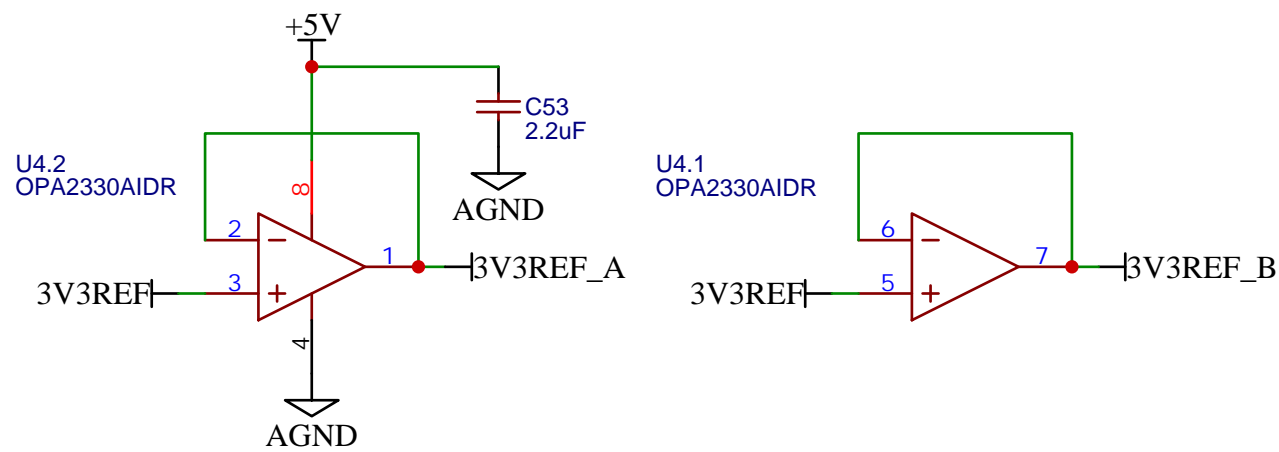 +5V
C53
2.2uF
AGND
U4.2
OPA2330AIDR
8
2
1
3
4
3V3REF
3V3REF_A
AGND
U4.1
OPA2330AIDR
6
7
5
3V3REF
3V3REF_B